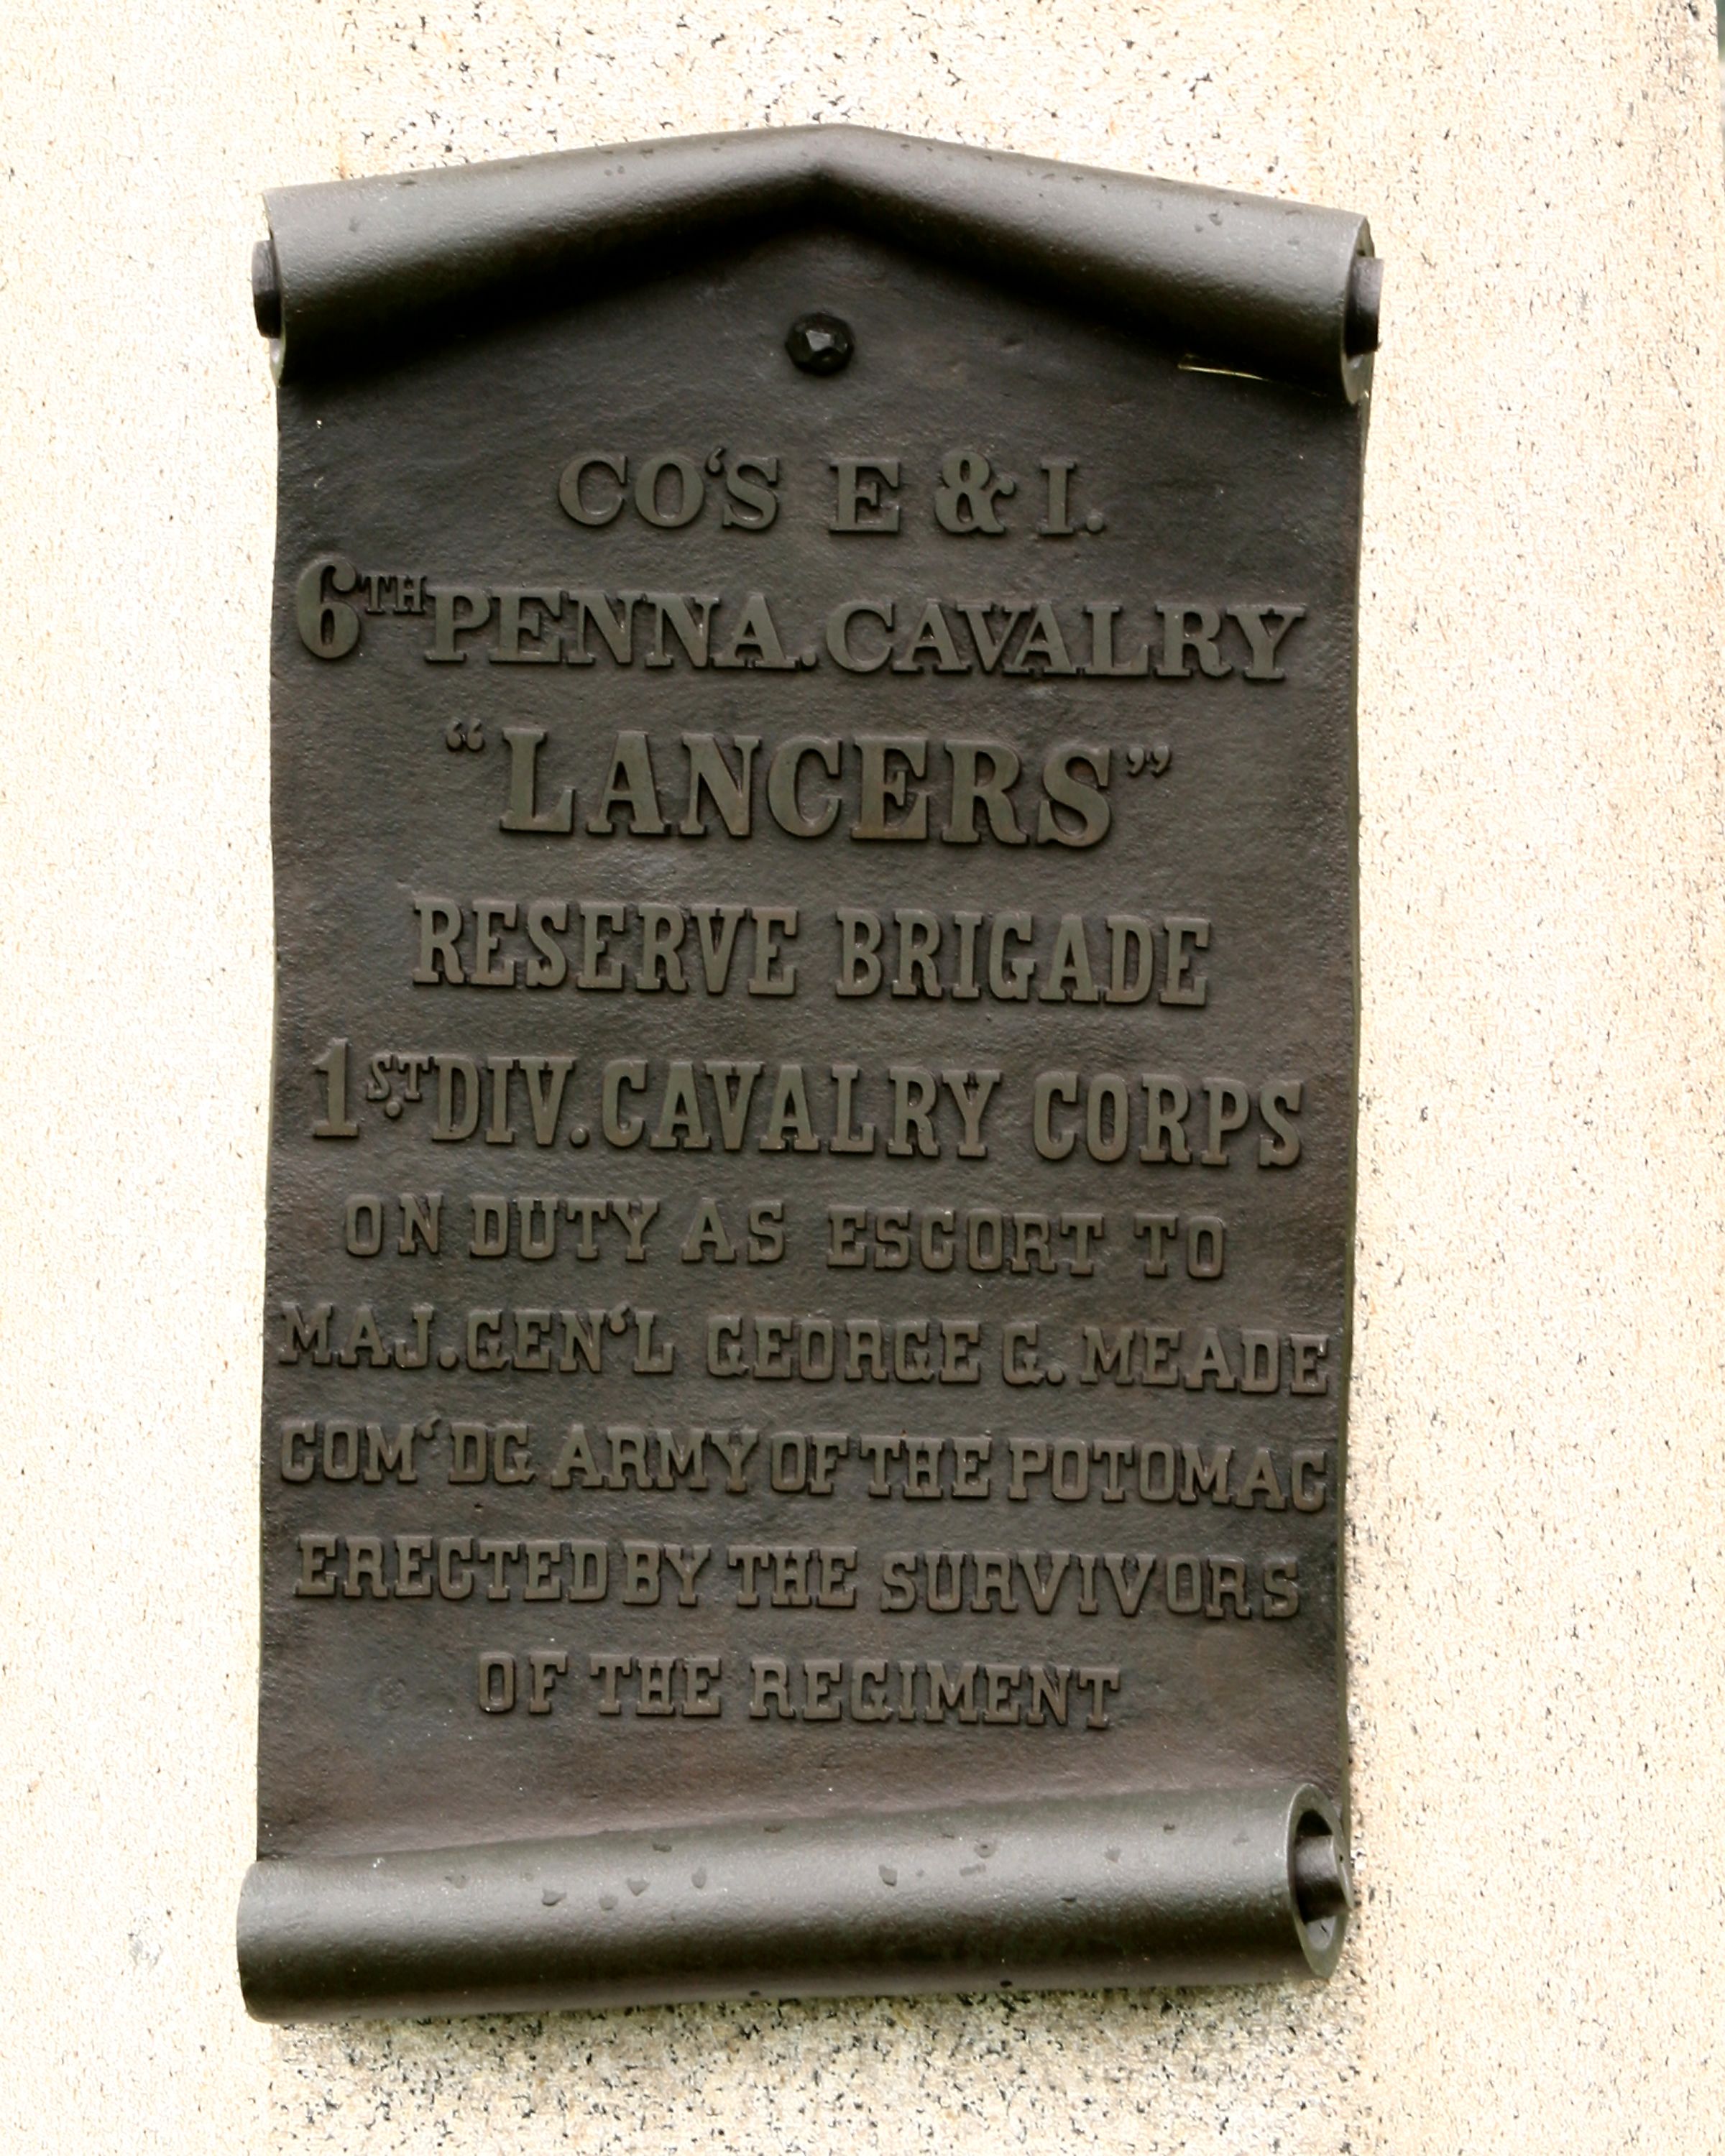 CO‘S E & I.
6TH PENNA. CAVALRY
“LANCERS”
RESERVE BRIGADE
1S.T DIV. CAVALRY CORPS
ON DUTY AS ESCORT TO
MAJ. GEN‘L GEORGE G. MEADE
COM‘DG ARMY OF THE POTOMAC
ERECTED BY THE SURVIVORS
OF THE REGIMENT